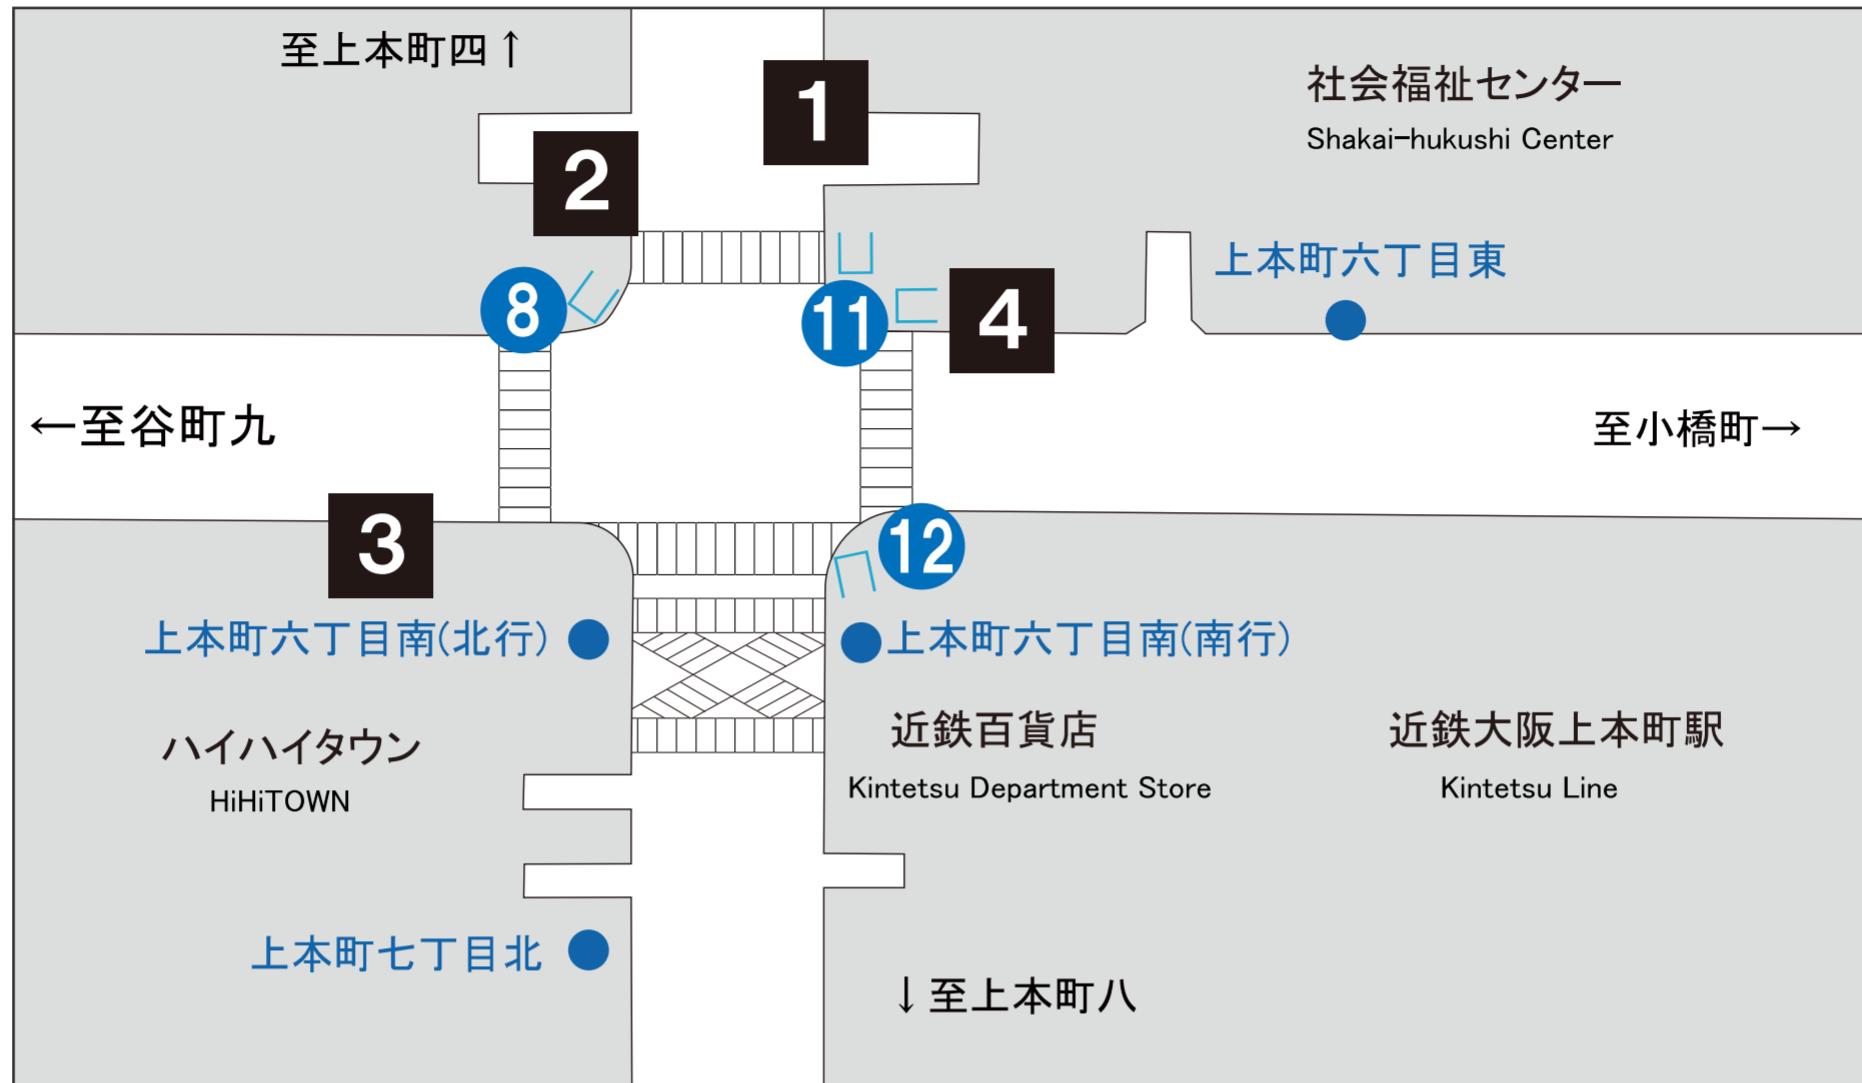 至上本町四↑
1
社会福祉センター
Shakai-hukushi Center
2
上本町六丁目東
8
11
4
←至谷町九
至小橋町→
3
12
上本町六丁目南(北行)
上本町六丁目南(南行)
ハイハイタウン
HiHiTOWN
近鉄百貨店
Kintetsu Department Store
近鉄大阪上本町駅
Kintetsu Line
上本町七丁目北
↓至上本町八